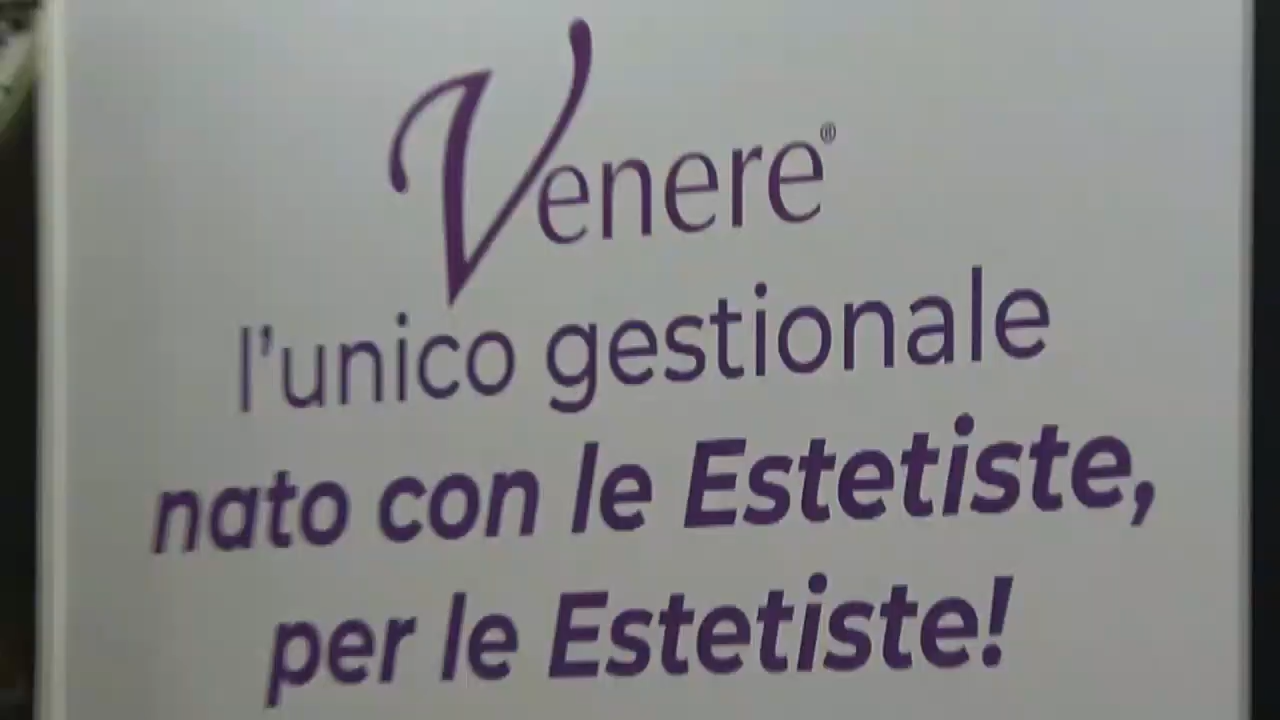 Venere®
l'unico gestionale
nato con le Estetiste,
per le Estetiste!